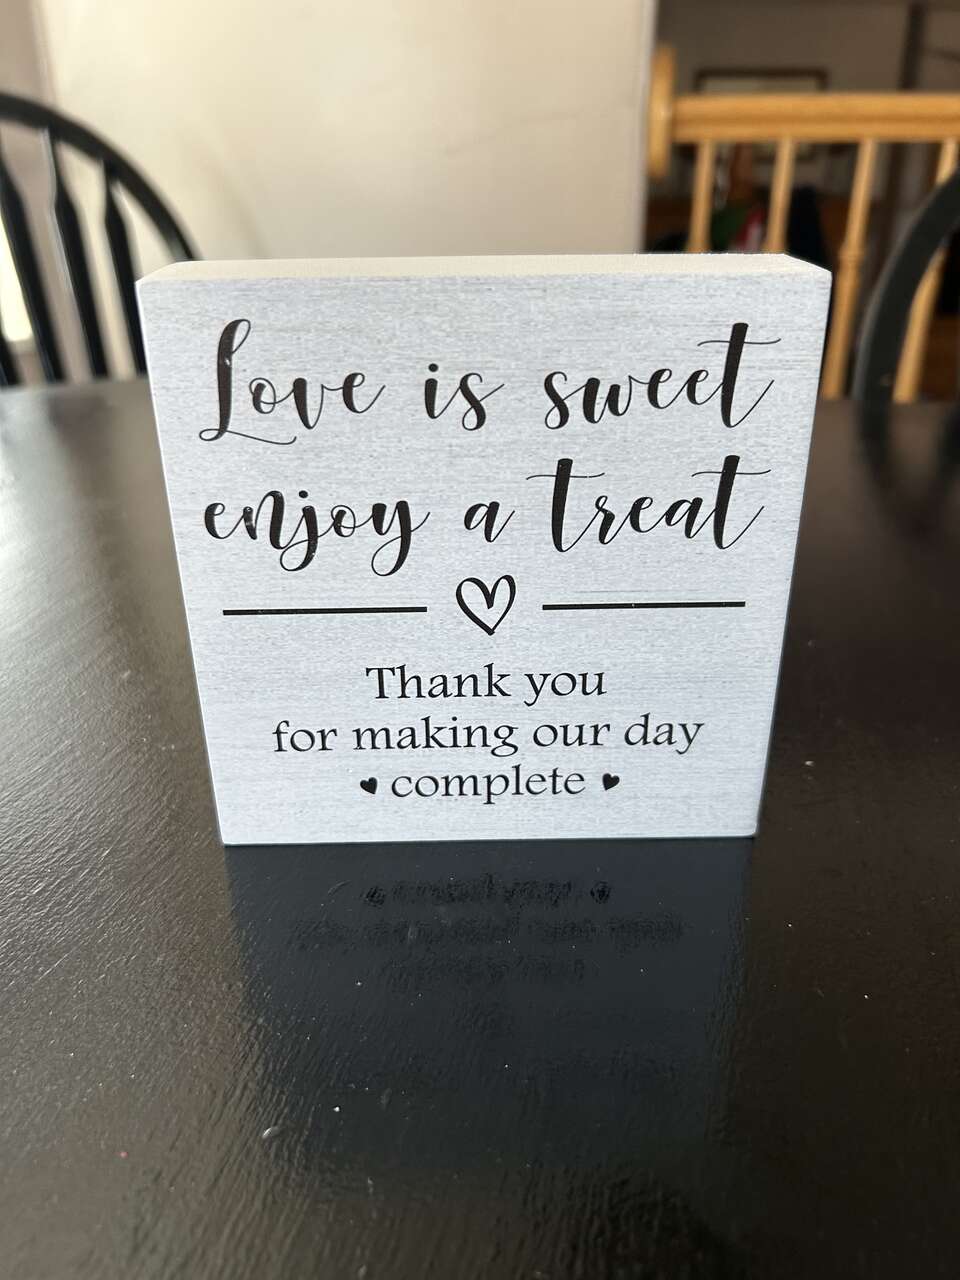 Love is sweet
enjoy a treat
Thank you
for making our day
complete